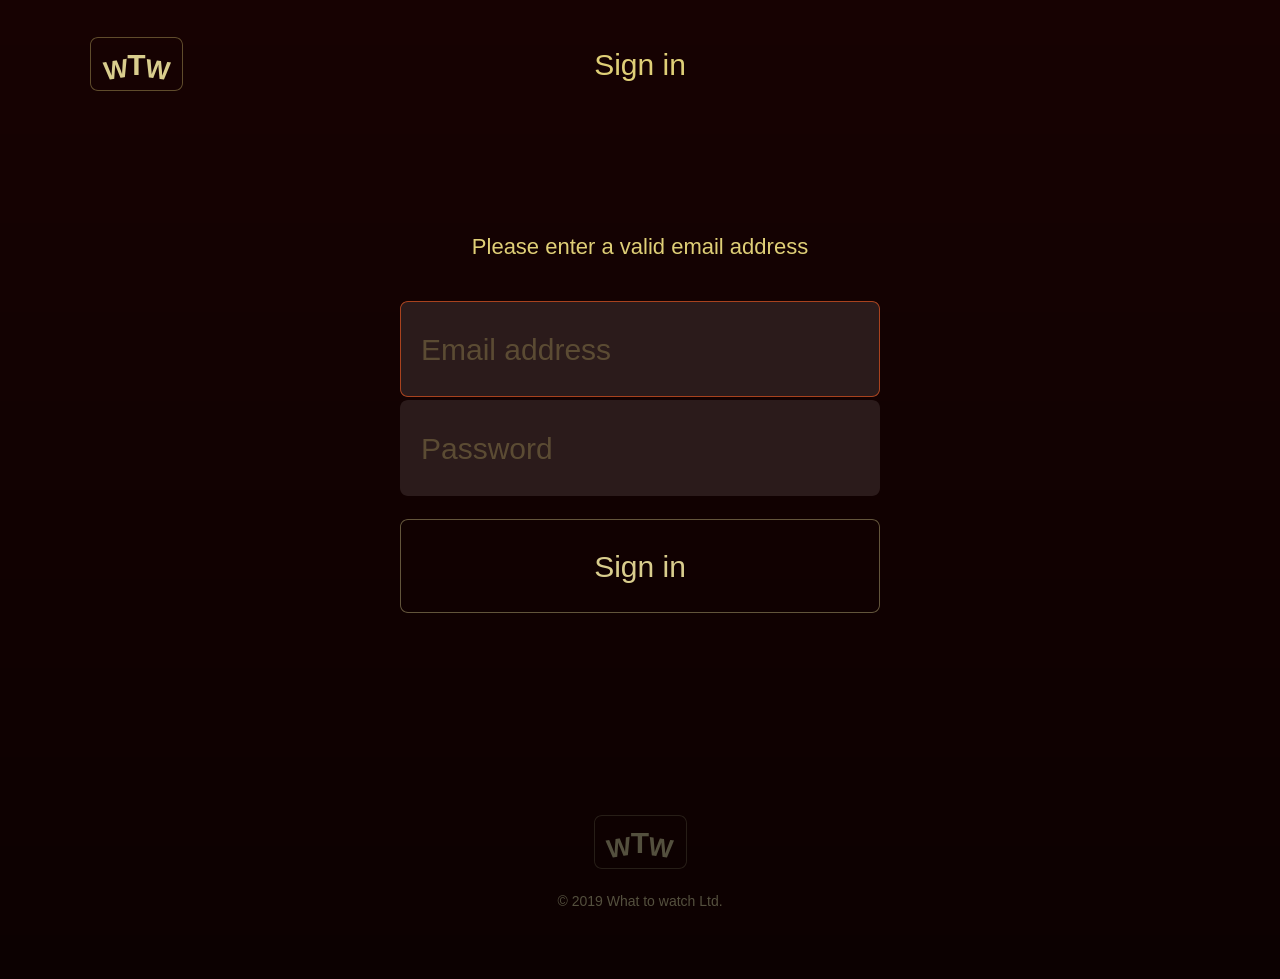 WTW
Sign in
Please enter a valid email address
Email address
Password
Sign in
WTW
© 2019 What to watch Ltd.